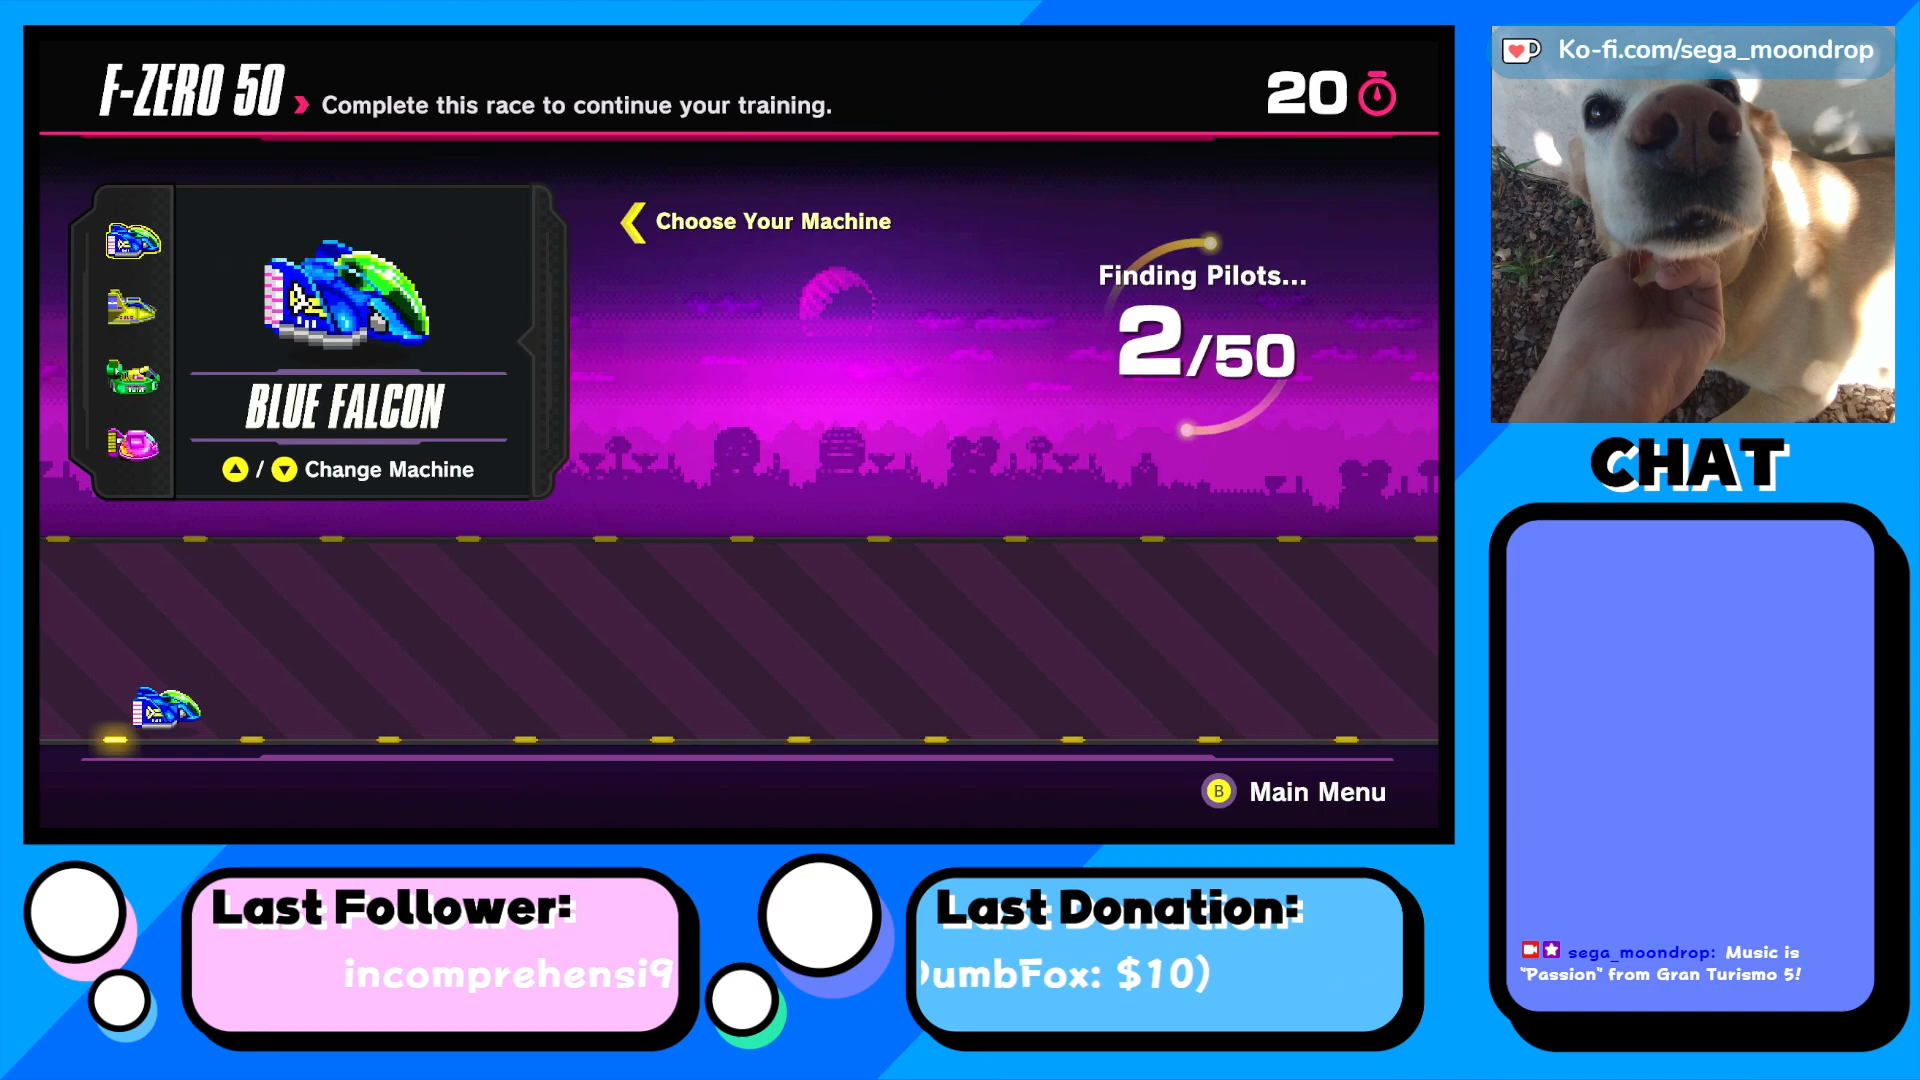 F-ZERO 50
Complete this race to continue your training.
20
Choose Your Machine
Finding Pilots...
2/50
BLUE FALCON
/ Change Machine
B Main Menu
Ko-fi.com/sega_moondrop
CHAT
sega_moondrop: Music is
"Passion" from Gran Turismo 5!
Last Follower:
incomprehensi9
Last Donation:
DumbFox: $10)